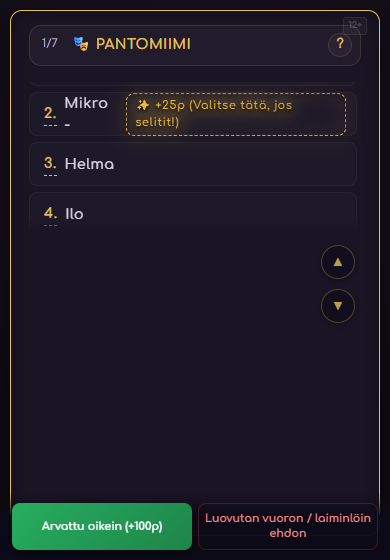 12+
1/7 🎭 PANTOMIIMI ?
2. Mikro
-
✨ +25p (Valitse tätä, jos
selitit!)
3. Helma
4. Ilo
▲
▼
Arvattu oikein (+100p)
Luovutan vuoron / laiminlöin
ehdon